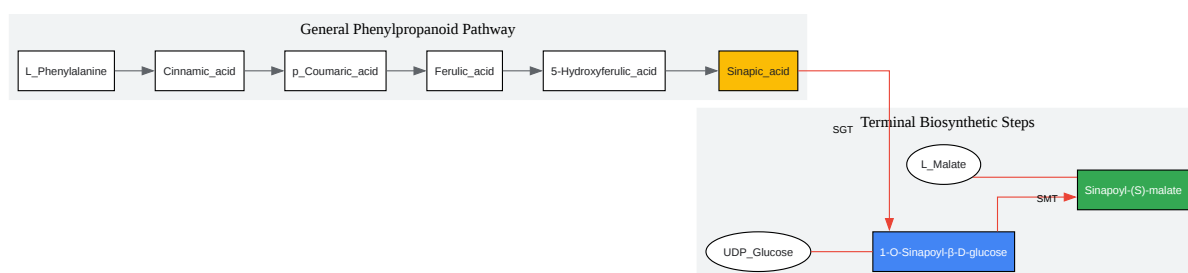 General Phenylpropanoid Pathway
L_Phenylalanine
Cinnamic_acid
p_Coumaric_acid
Ferulic_acid
5-Hydroxyferulic_acid
Sinapic_acid
SGT
Terminal Biosynthetic Steps
L_Malate
Sinapoyl-(S)-malate
SMT
UDP_Glucose
1-O-Sinapoyl-β-D-glucose